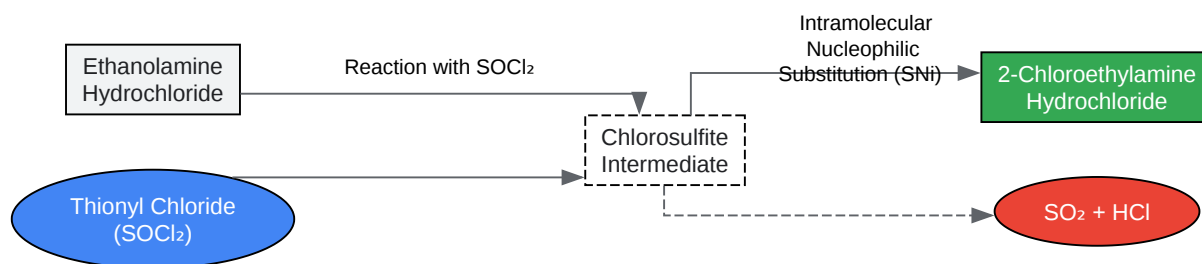 Ethanolamine
Hydrochloride
Reaction with SOCl₂
Intramolecular
Nucleophilic
Substitution (SNi)
2-Chloroethylamine
Hydrochloride
Chlorosulfite
Intermediate
Thionyl Chloride
(SOCl₂)
SO₂ + HCl